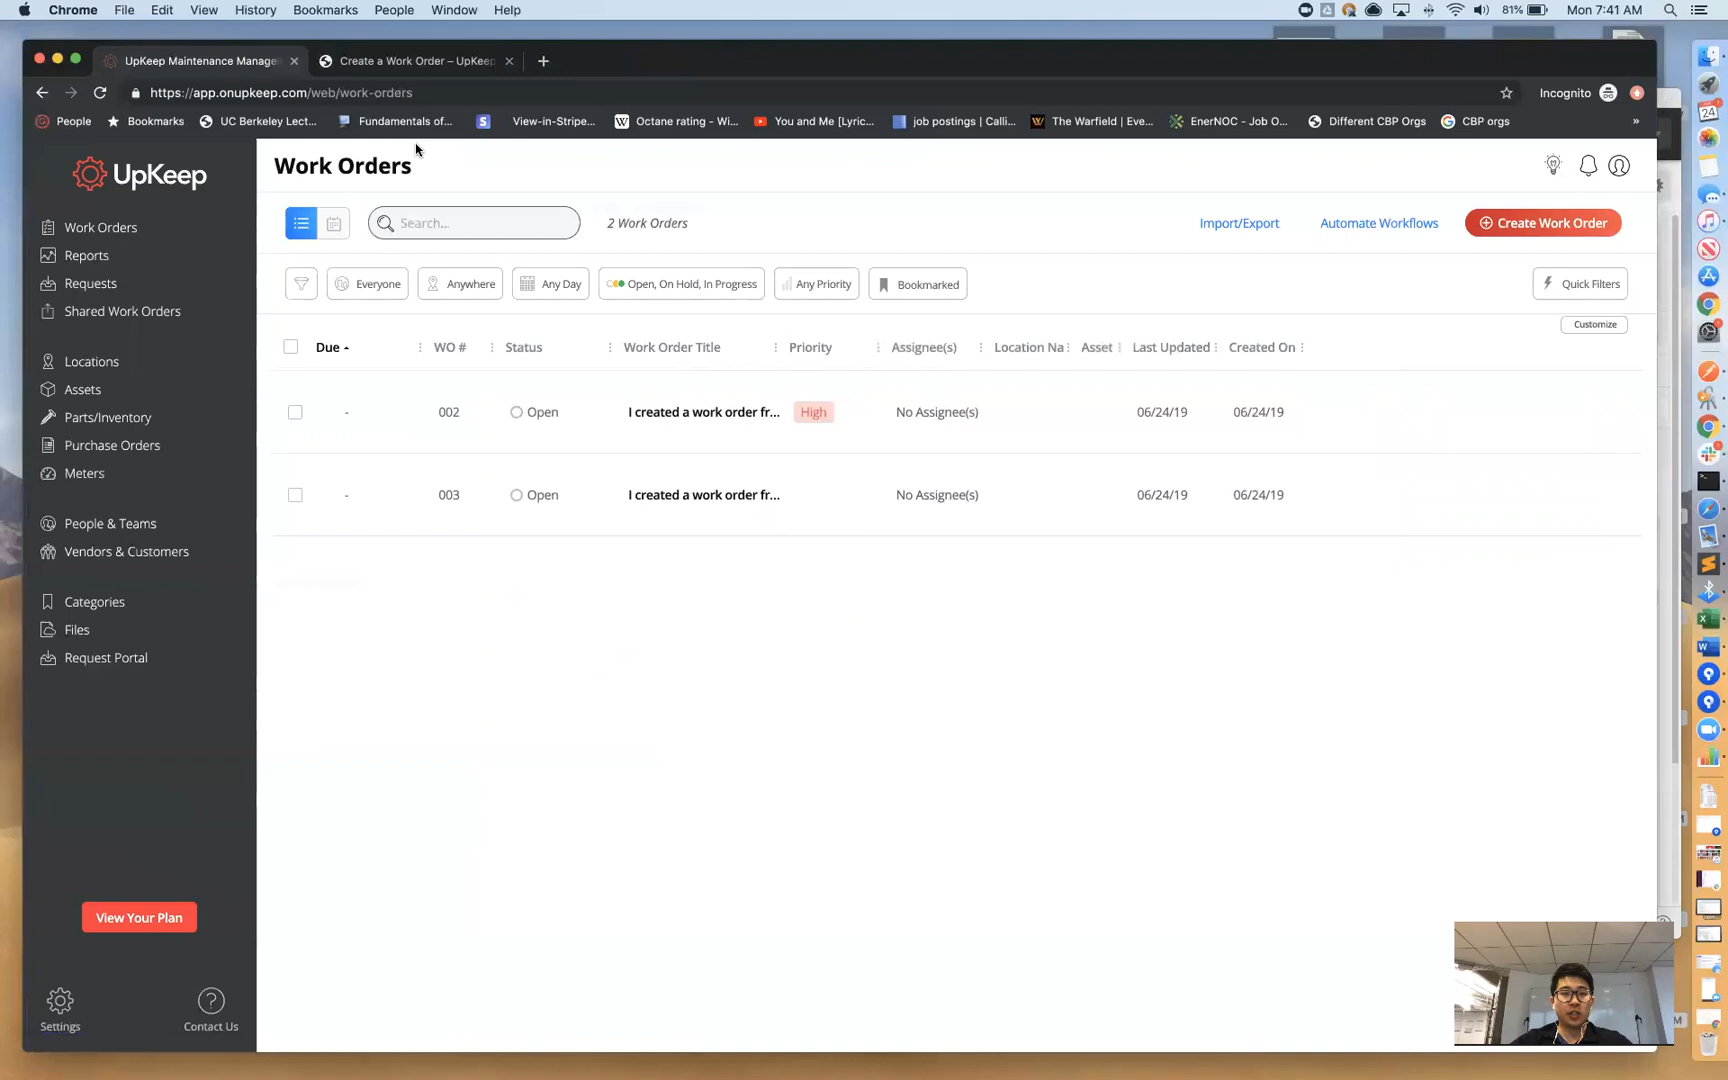 Chrome File Edit View History Bookmarks People Window Help 81% Mon 7:41 AM
UpKeep Maintenance Manage Create a Work Order – UpKeep
https://app.onupkeep.com/web/work-orders Incognito
People Bookmarks UC Berkeley Lect... Fundamentals of... View-in-Stripe... Octane rating - Wi... You and Me [Lyric... job postings | Calli... The Warfield | Eve... EnerNOC - Job O... Different CBP Orgs CBP orgs »
UpKeep
Work Orders
Reports
Requests
Shared Work Orders
Locations
Assets
Parts/Inventory
Purchase Orders
Meters
People & Teams
Vendors & Customers
Categories
Files
Request Portal
View Your Plan
Settings Contact Us
Work Orders
Search... 2 Work Orders Import/Export Automate Workflows Create Work Order
Everyone Anywhere Any Day Open, On Hold, In Progress Any Priority Bookmarked Quick Filters
Customize
Due WO # Status Work Order Title Priority Assignee(s) Location Na Asset Last Updated Created On
- 002 Open I created a work order fr... High No Assignee(s) 06/24/19 06/24/19
- 003 Open I created a work order fr... No Assignee(s) 06/24/19 06/24/19